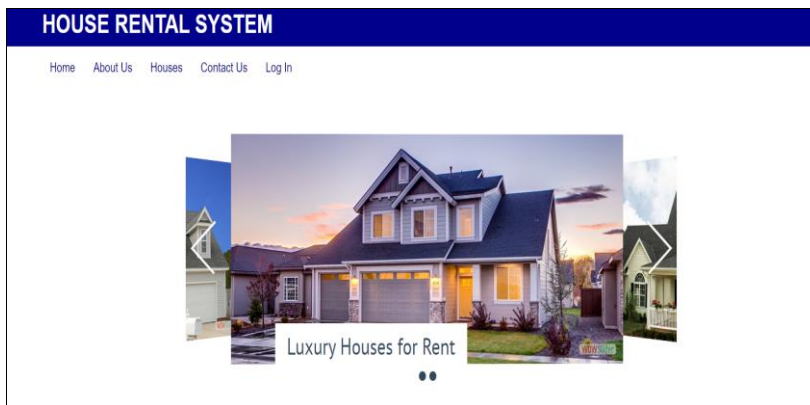 HOUSE RENTAL SYSTEM
Home About Us Houses Contact Us Log In
Luxury Houses for Rent